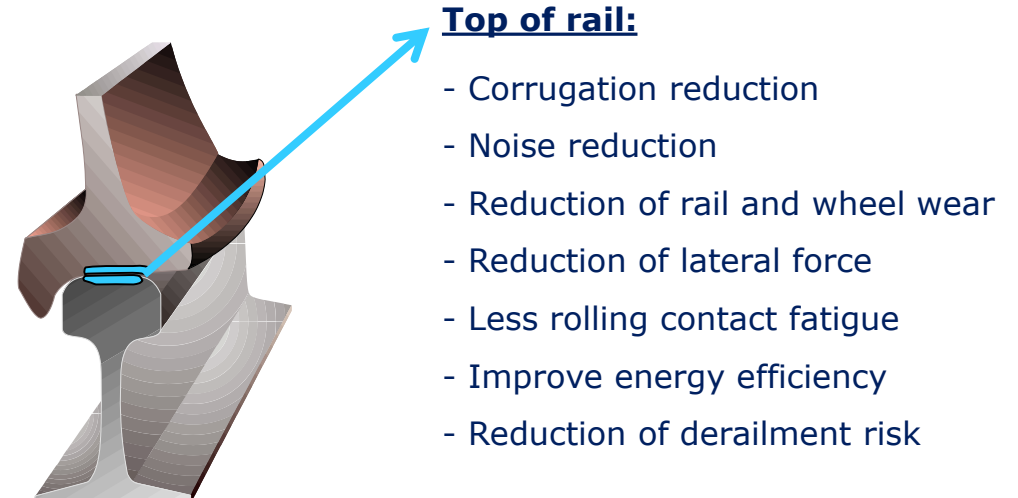 Top of rail:
- Corrugation reduction
- Noise reduction
- Reduction of rail and wheel wear
- Reduction of lateral force
- Less rolling contact fatigue
- Improve energy efficiency
- Reduction of derailment risk